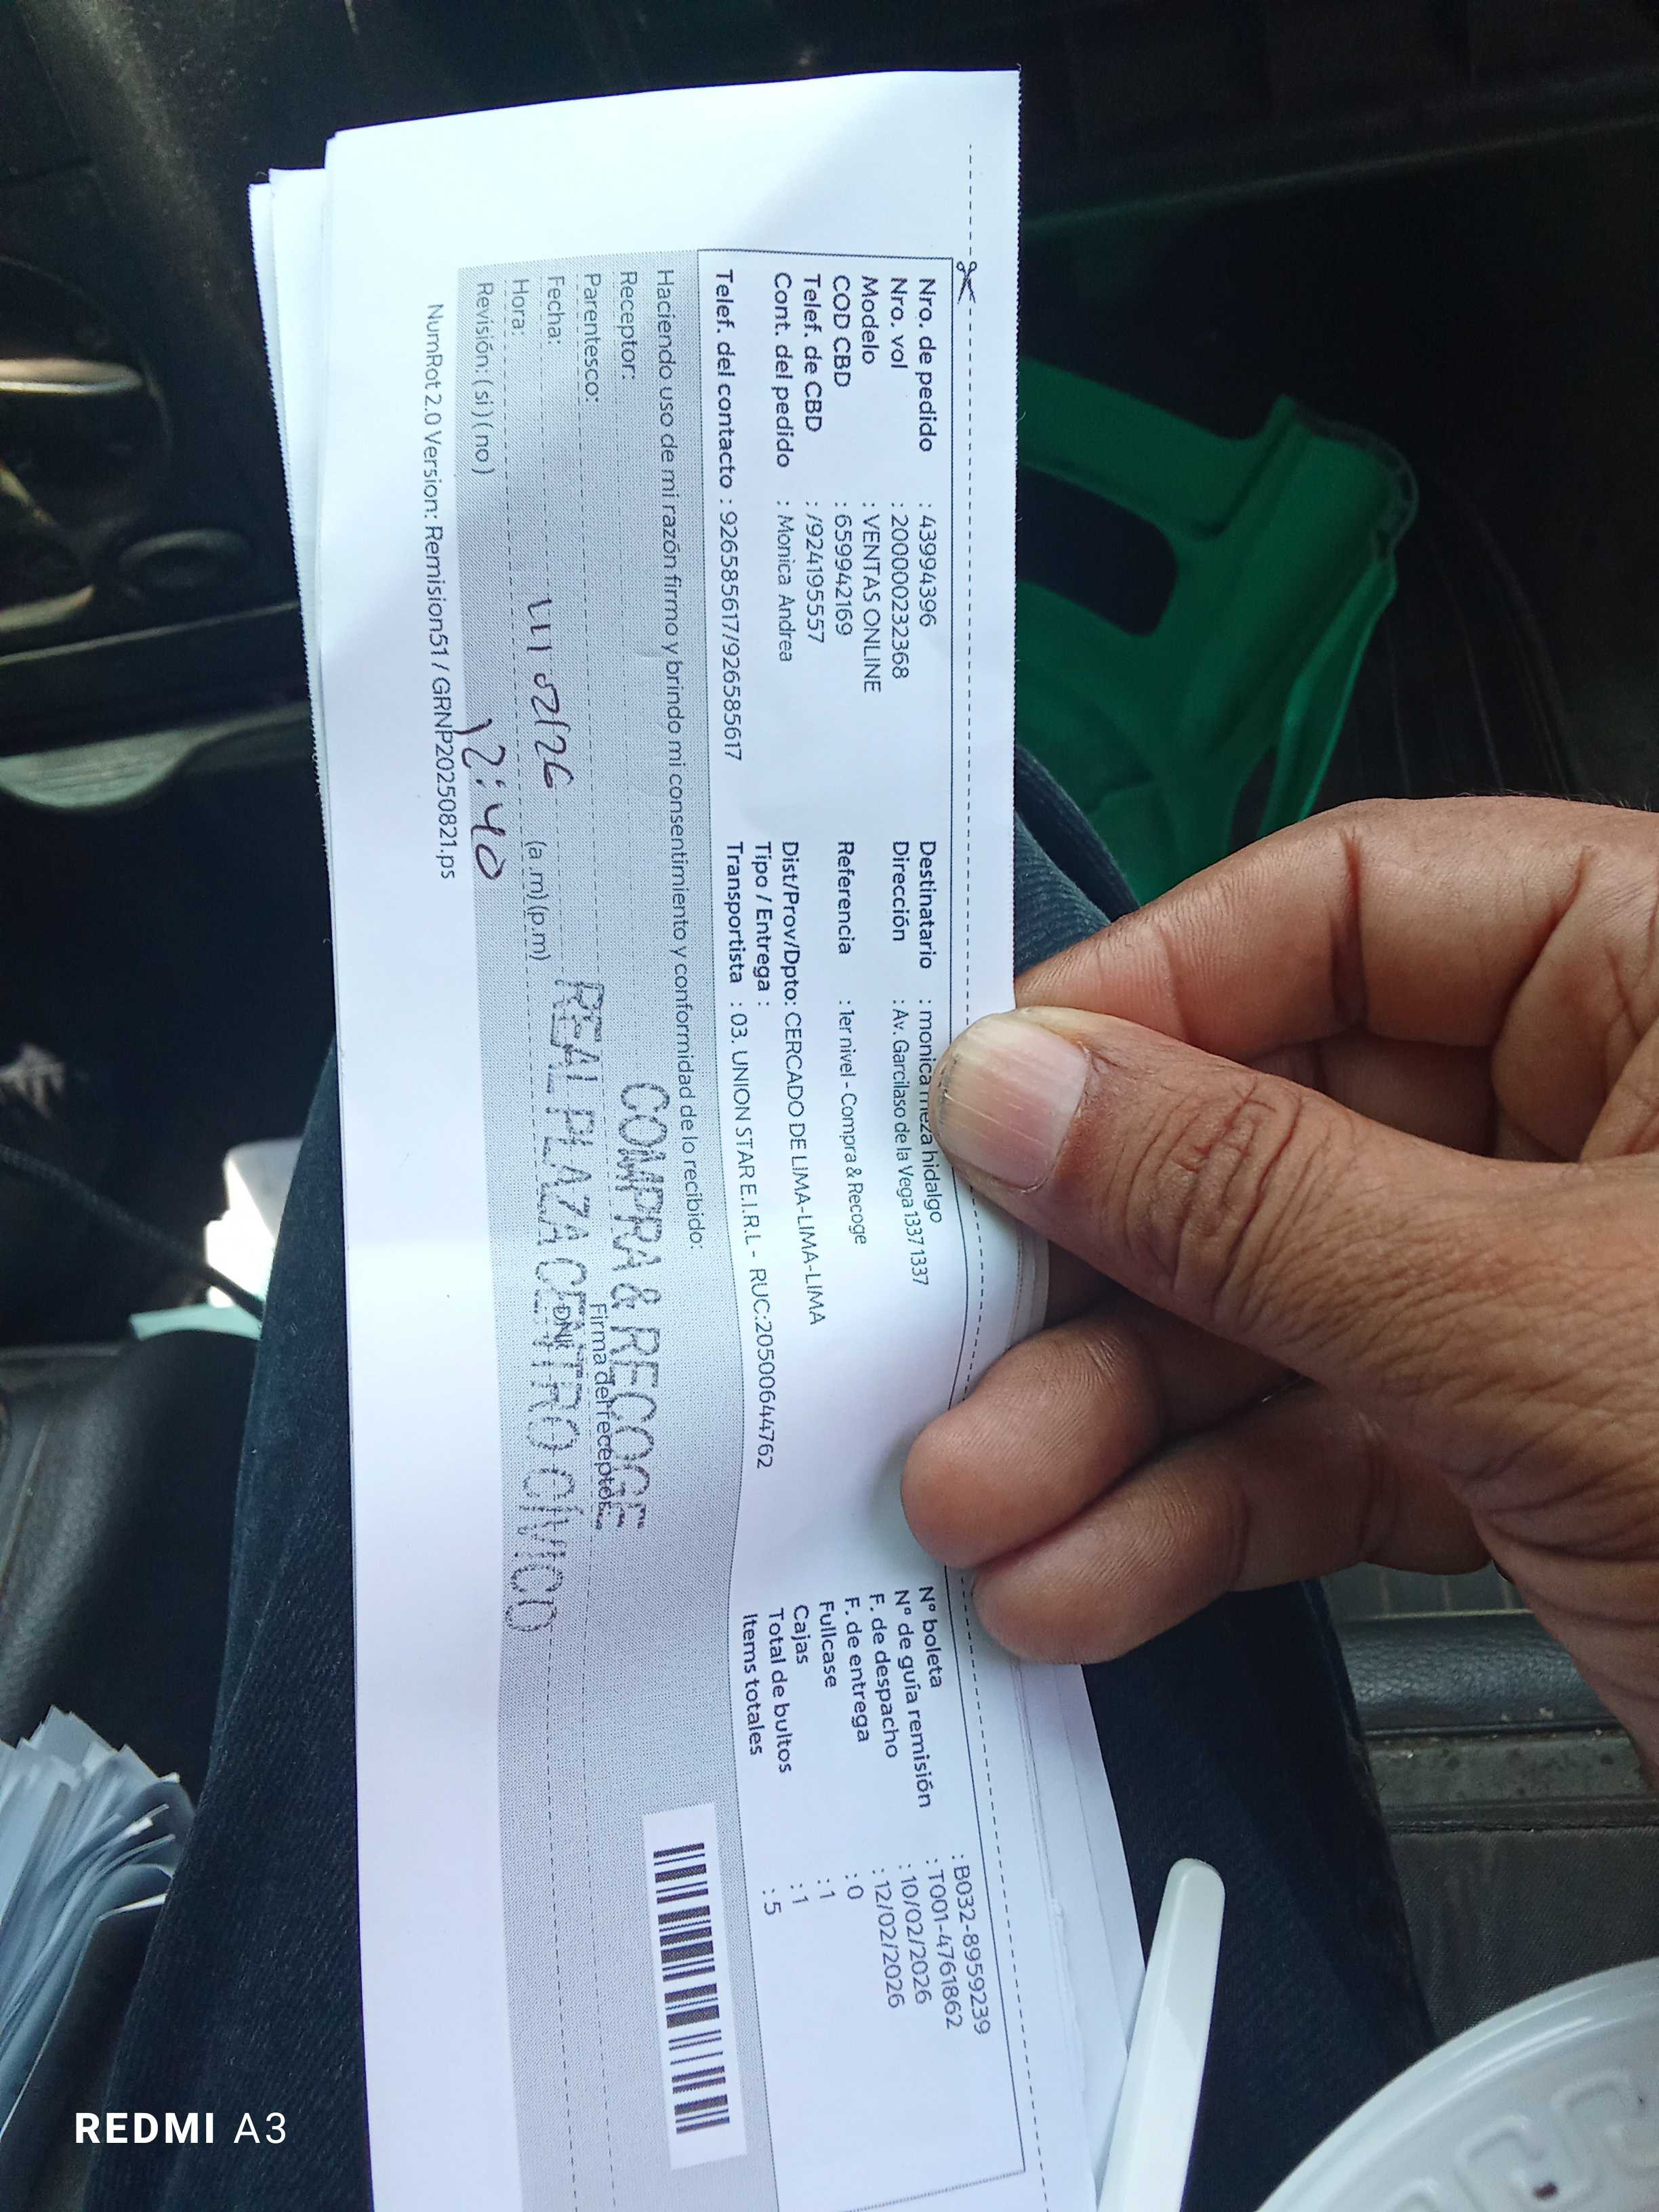 Nro. de pedido : 43994396
Nro. vol : 2000002323​68
Modelo : VENTAS ONLINE
COD CBD : 659942169
Telef. de CBD : /924195557
Cont. del pedido : Monica Andrea
Telef. del contacto : 926585617/926585617
Destinatario : monica meza hidalgo
Dirección : Av. Garcilaso de la Vega 1337 1337
Referencia : 1er nivel - Compra & Recoge
Dist/Prov/Dpto: CERCADO DE LIMA-LIMA-LIMA
Tipo / Entrega :
Transportista : 03. UNION STAR E.I.R.L - RUC:20500644762
N° boleta : B032-8959239
N° de guía remisión : T001-4761862
F. de despacho : 10/02/2026
F. de entrega : 12/02/2026
Fullcase : 0
Cajas : 1
Total de bultos : 1
Items totales : 5
Haciendo uso de mi razón firmo y brindo mi consentimiento y conformidad de lo recibido:
Receptor:
Parentesco:
Fecha: 11/02/26
Hora: 12:40 (a.m) (p.m)
Revisión: (si) (no)
Firma del receptor
DNI
COMPRA & RECOGE
REAL PLAZA CENTRO CIVICO
NumRot 2.0 Version: Remision51 / GRNP20250821.ps
REDMI A3